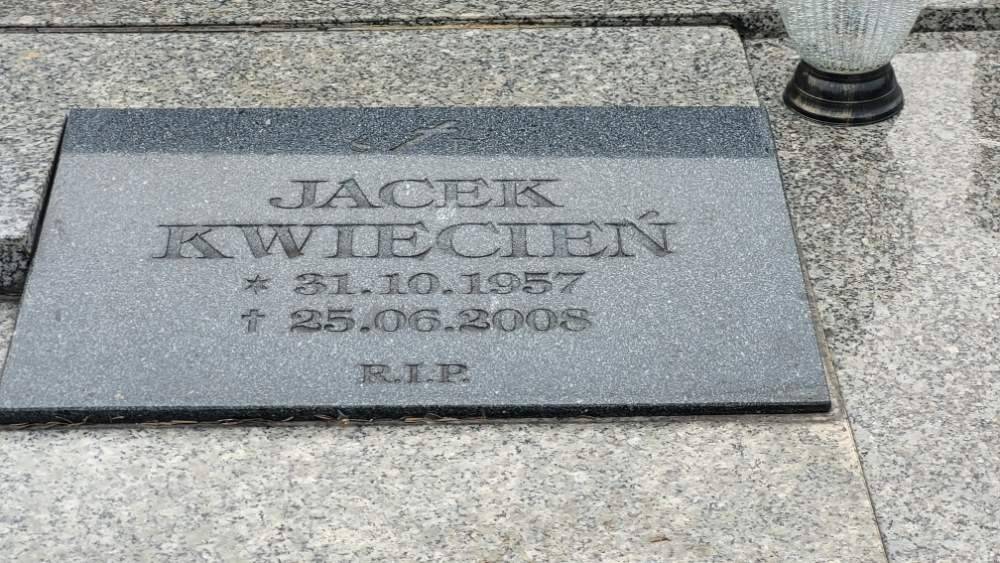 JACEK
KWIECIEŃ
* 31.10.1957
† 25.06.2008
R.I.P.